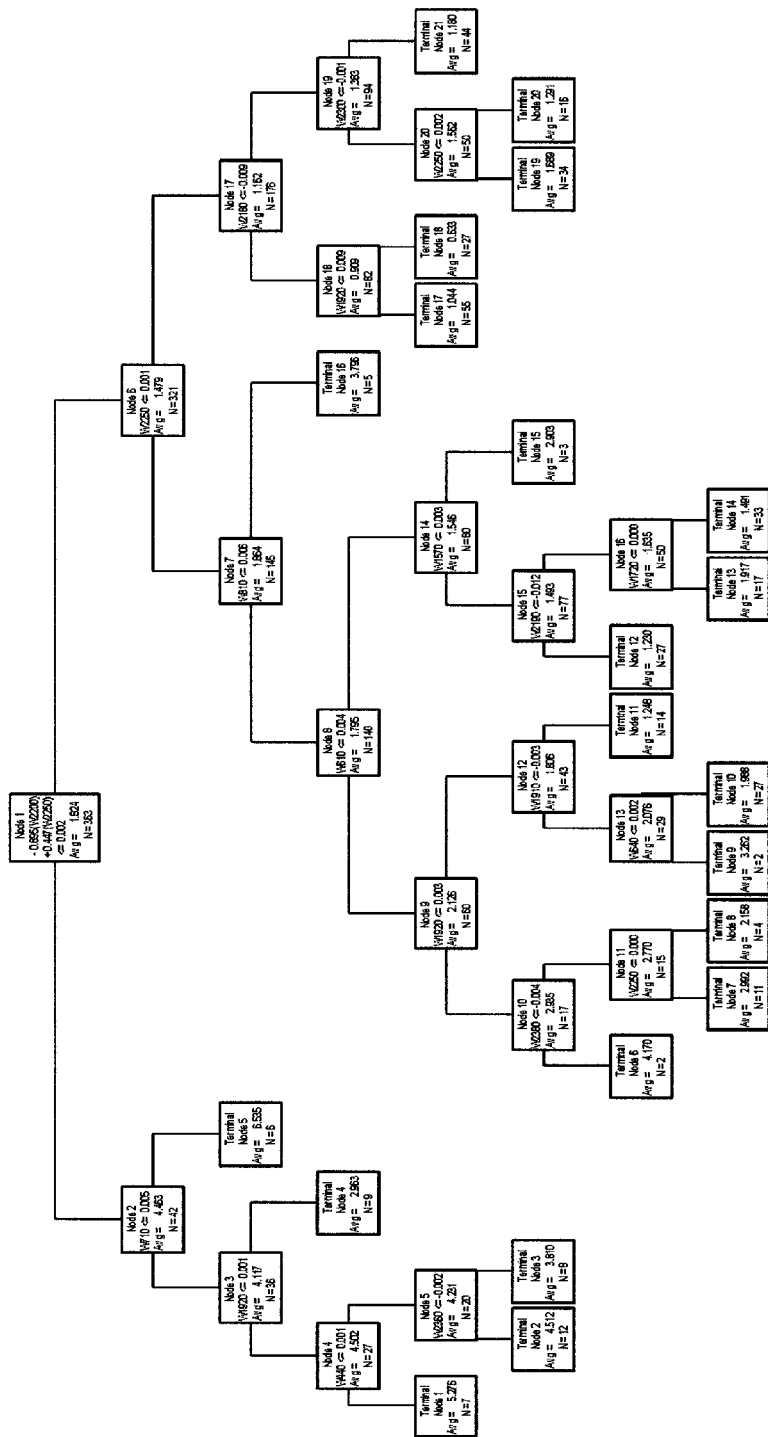 Node 1
- 0.895(W2200)
+0.447(W2250)
<= 0.002
Avg = 1.824
N=363
Node 2
W710 <= 0.005
Avg = 4.463
N=42
Node 6
W2250 <= 0.001
Avg = 1.479
N=321
Node 3
W1920 <= 0.001
Avg = 4.117
N=36
Terminal
Node 5
Avg = 6.535
N=6
Node 7
W810 <= 0.006
Avg = 1.864
N=145
Node 17
W2180 <=-0.009
Avg = 1.162
N=176
Node 4
W440 <= 0.001
Avg = 4.502
N=27
Terminal
Node 4
Avg = 2.963
N=9
Node 8
W610 <= 0.004
Avg = 1.795
N=140
Terminal
Node 16
Avg = 3.796
N=5
Node 18
W1920 <= 0.009
Avg = 0.909
N=82
Node 19
W2300 <=-0.001
Avg = 1.383
N=94
Terminal
Node 1
Avg = 5.276
N=7
Node 5
W2360 <=-0.002
Avg = 4.231
N=20
Node 9
W1920 <= 0.003
Avg = 2.126
N=60
Node 14
W1570 <= 0.003
Avg = 1.546
N=80
Terminal
Node 17
Avg = 1.044
N=55
Terminal
Node 18
Avg = 0.633
N=27
Node 20
W2250 <= 0.002
Avg = 1.562
N=50
Terminal
Node 21
Avg = 1.180
N=44
Terminal
Node 2
Avg = 4.512
N=12
Terminal
Node 3
Avg = 3.810
N=8
Node 10
W2380 <=-0.004
Avg = 2.935
N=17
Node 12
W1910 <=-0.003
Avg = 1.806
N=43
Node 15
W2190 <=-0.012
Avg = 1.493
N=77
Terminal
Node 15
Avg = 2.903
N=3
Terminal
Node 19
Avg = 1.689
N=34
Terminal
Node 20
Avg = 1.291
N=16
Terminal
Node 6
Avg = 4.170
N=2
Node 11
W2250 <= 0.000
Avg = 2.770
N=15
Node 13
W640 <= 0.002
Avg = 2.076
N=29
Terminal
Node 11
Avg = 1.248
N=14
Terminal
Node 12
Avg = 1.230
N=27
Node 16
W1720 <= 0.000
Avg = 1.635
N=50
Terminal
Node 7
Avg = 2.992
N=11
Terminal
Node 8
Avg = 2.158
N=4
Terminal
Node 9
Avg = 3.262
N=2
Terminal
Node 10
Avg = 1.988
N=27
Terminal
Node 13
Avg = 1.917
N=17
Terminal
Node 14
Avg = 1.491
N=33